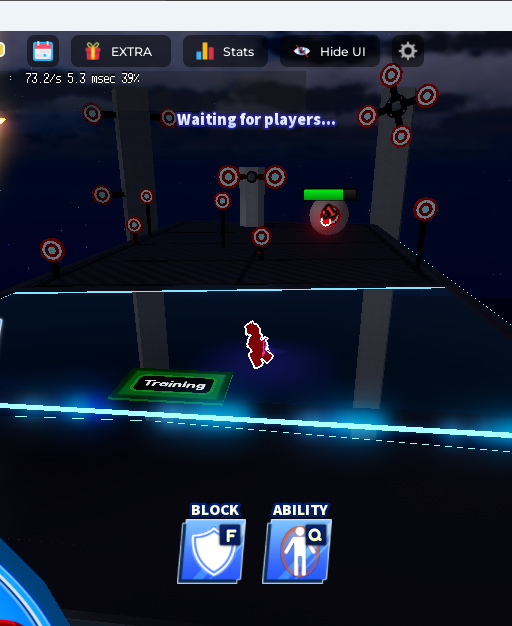 EXTRA
Stats
Hide UI
: 73.2/s 5.3 msec 39%
Waiting for players...
Training
BLOCK
ABILITY
F
Q